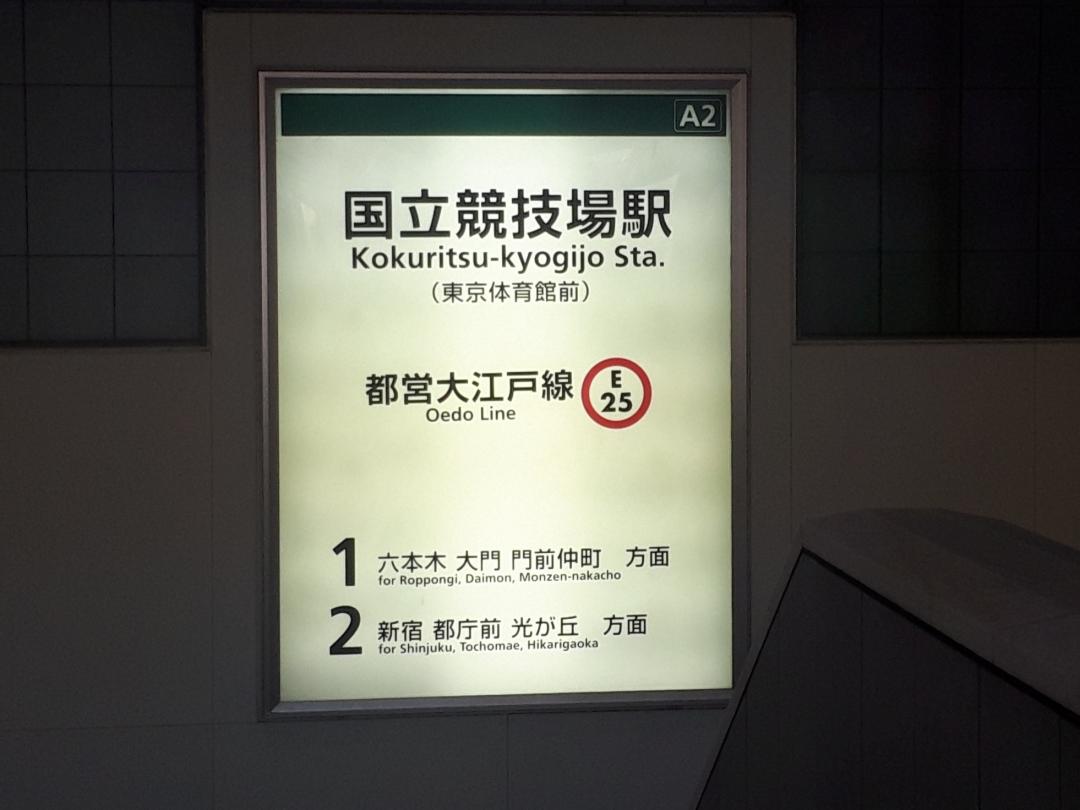 A2
国立競技場駅
Kokuritsu-kyogijo Sta.
（東京体育館前）
都営大江戸線
Oedo Line
E
25
1 六本木 大門 門前仲町　方面
for Roppongi, Daimon, Monzen-nakacho
2 新宿 都庁前 光が丘　方面
for Shinjuku, Tochomae, Hikarigaoka